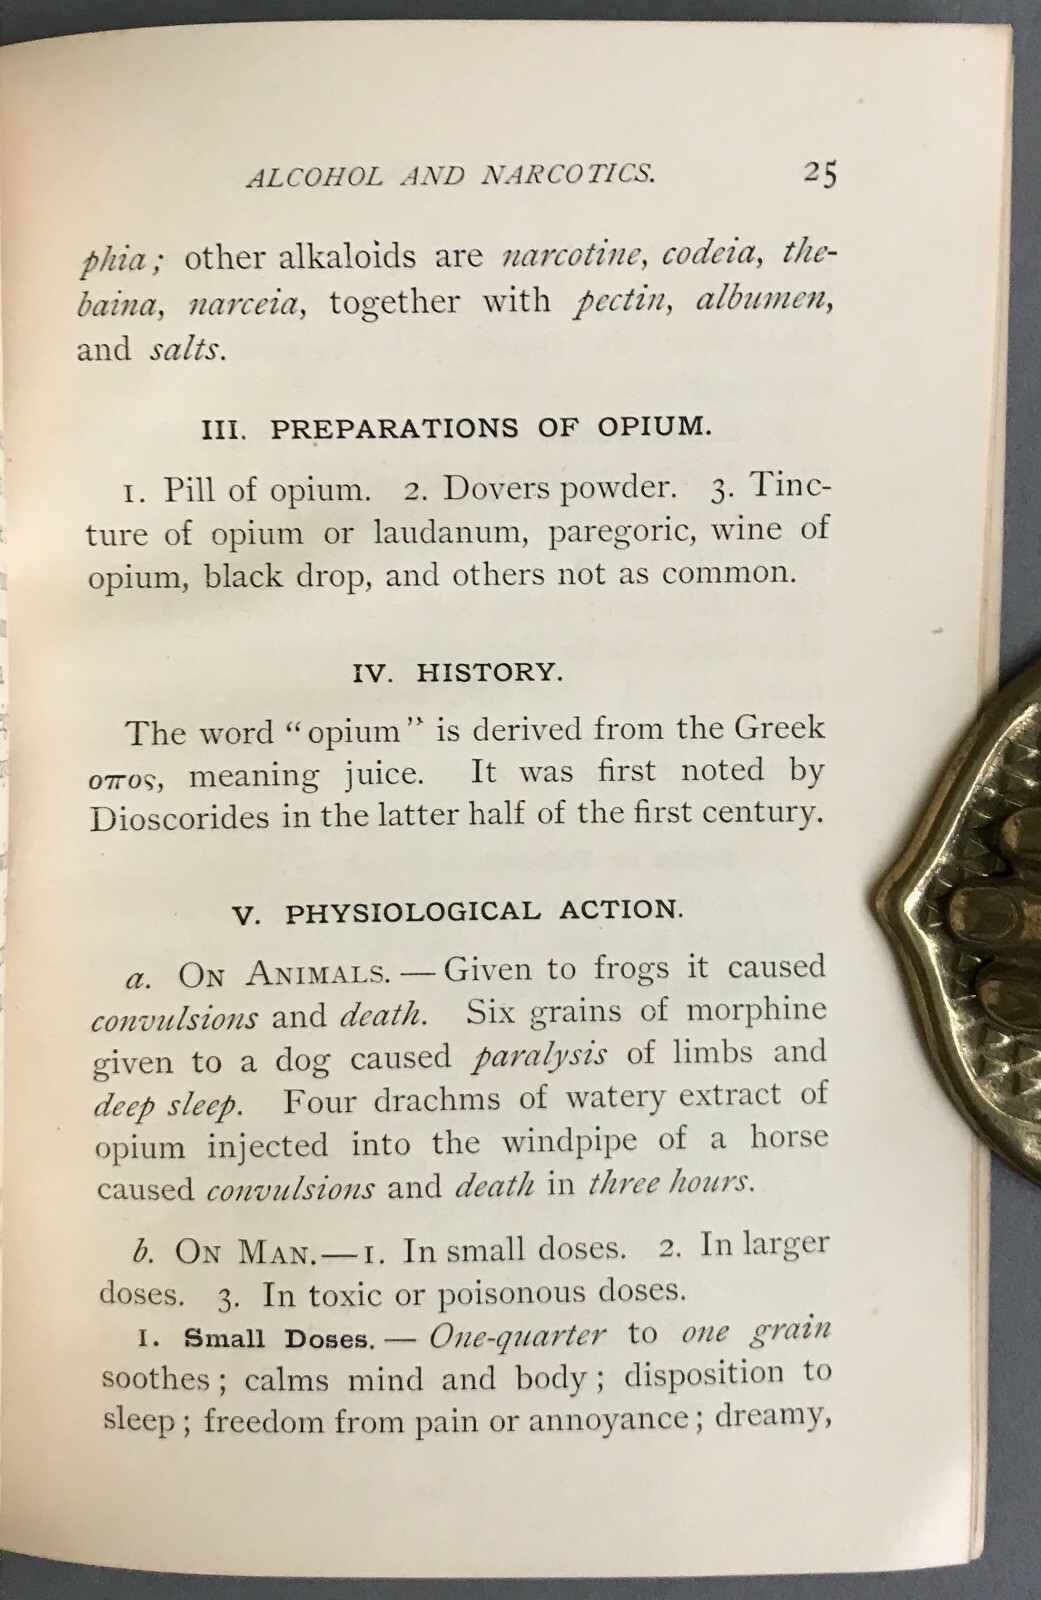 ALCOHOL AND NARCOTICS. 25
phia; other alkaloids are narcotine, codeia, the-
baina, narceia, together with pectin, albumen,
and salts.
III. PREPARATIONS OF OPIUM.
1. Pill of opium. 2. Dovers powder. 3. Tinc-
ture of opium or laudanum, paregoric, wine of
opium, black drop, and others not as common.
IV. HISTORY.
The word “opium” is derived from the Greek
οπος, meaning juice. It was first noted by
Dioscorides in the latter half of the first century.
V. PHYSIOLOGICAL ACTION.
a. ON ANIMALS. — Given to frogs it caused
convulsions and death. Six grains of morphine
given to a dog caused paralysis of limbs and
deep sleep. Four drachms of watery extract of
opium injected into the windpipe of a horse
caused convulsions and death in three hours.
b. ON MAN.—1. In small doses. 2. In larger
doses. 3. In toxic or poisonous doses.
1. Small Doses. — One-quarter to one grain
soothes; calms mind and body; disposition to
sleep; freedom from pain or annoyance; dreamy,